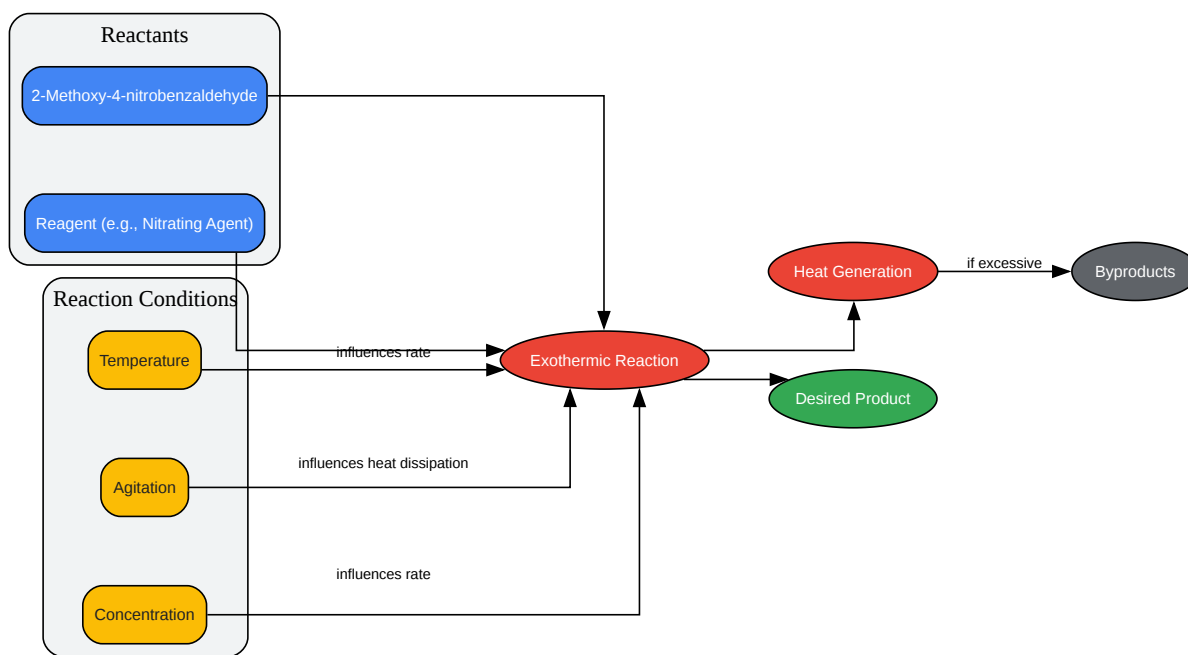 Reactants
2-Methoxy-4-nitrobenzaldehyde
Reagent (e.g., Nitrating Agent)
Reaction Conditions
Temperature
influences rate
Agitation
influences heat dissipation
Concentration
influences rate
Exothermic Reaction
Heat Generation
if excessive
Byproducts
Desired Product